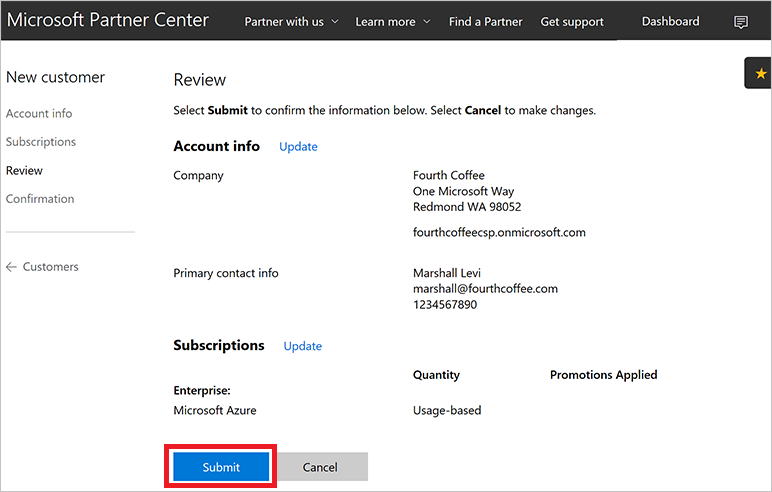 Microsoft Partner Center
Partner with us
Learn more
Find a Partner
Get support
Dashboard
New customer
Account info
Subscriptions
Review
Confirmation
Customers
Review
Select Submit to confirm the information below. Select Cancel to make changes.
Account info Update
Company
Fourth Coffee
One Microsoft Way
Redmond WA 98052
fourthcoffeecsp.onmicrosoft.com
Primary contact info
Marshall Levi
marshall@fourthcoffee.com
1234567890
Subscriptions Update
Quantity Promotions Applied
Enterprise:
Microsoft Azure Usage-based
Submit Cancel